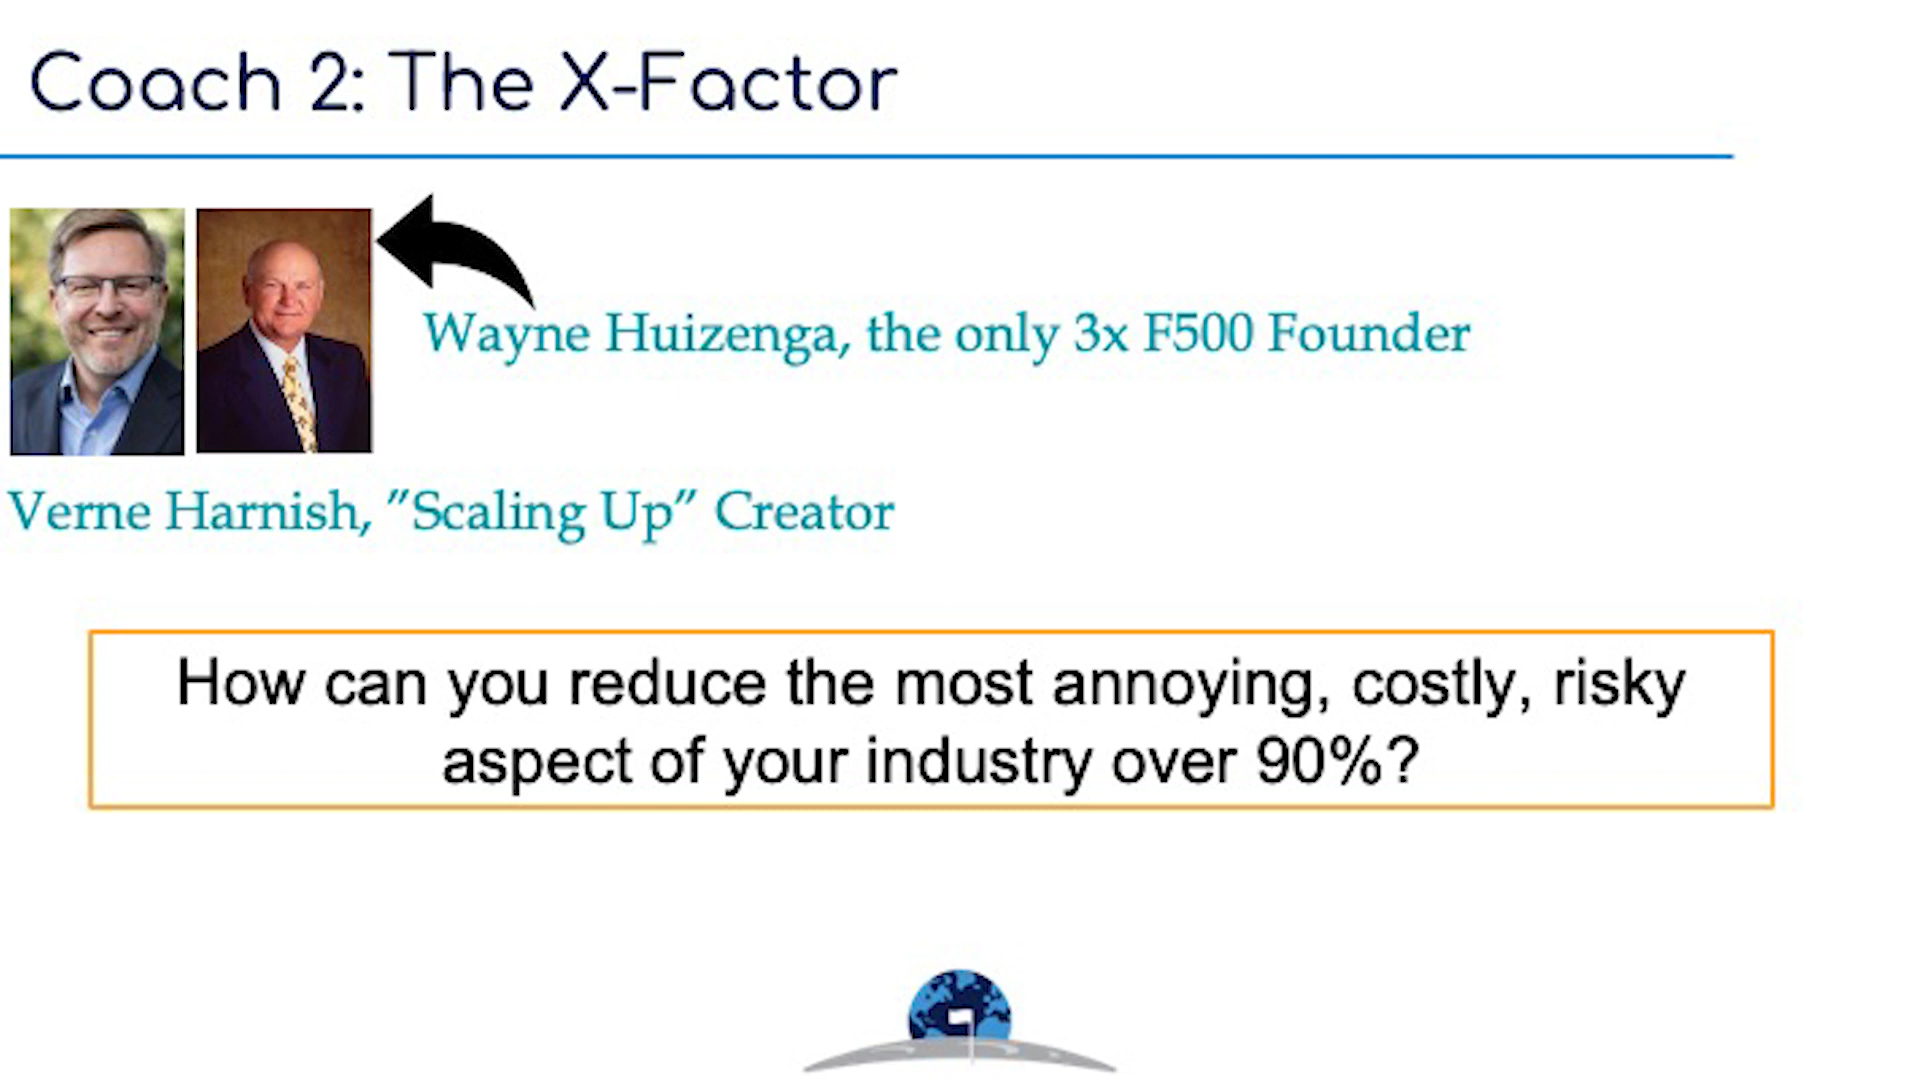 Coach 2: The X-Factor
Wayne Huizenga, the only 3x F500 Founder
Verne Harnish, ”Scaling Up” Creator
How can you reduce the most annoying, costly, risky
aspect of your industry over 90%?